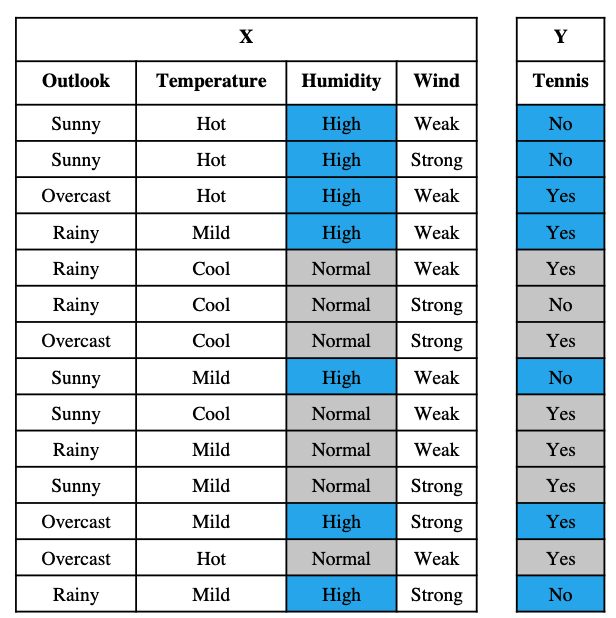 X Y
Outlook Temperature Humidity Wind Tennis
Sunny Hot High Weak No
Sunny Hot High Strong No
Overcast Hot High Weak Yes
Rainy Mild High Weak Yes
Rainy Cool Normal Weak Yes
Rainy Cool Normal Strong No
Overcast Cool Normal Strong Yes
Sunny Mild High Weak No
Sunny Cool Normal Weak Yes
Rainy Mild Normal Weak Yes
Sunny Mild Normal Strong Yes
Overcast Mild High Strong Yes
Overcast Hot Normal Weak Yes
Rainy Mild High Strong No